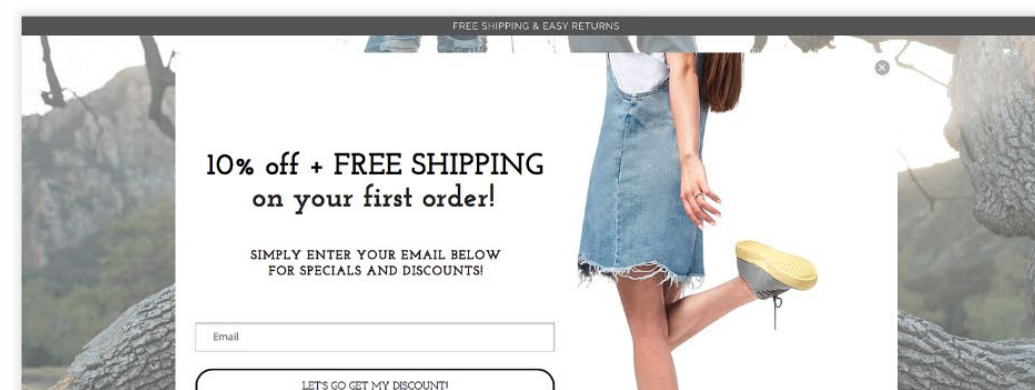 FREE SHIPPING & EASY RETURNS
10% off + FREE SHIPPING
on your first order!
SIMPLY ENTER YOUR EMAIL BELOW
FOR SPECIALS AND DISCOUNTS!
Email
LET'S GO GET MY DISCOUNT!